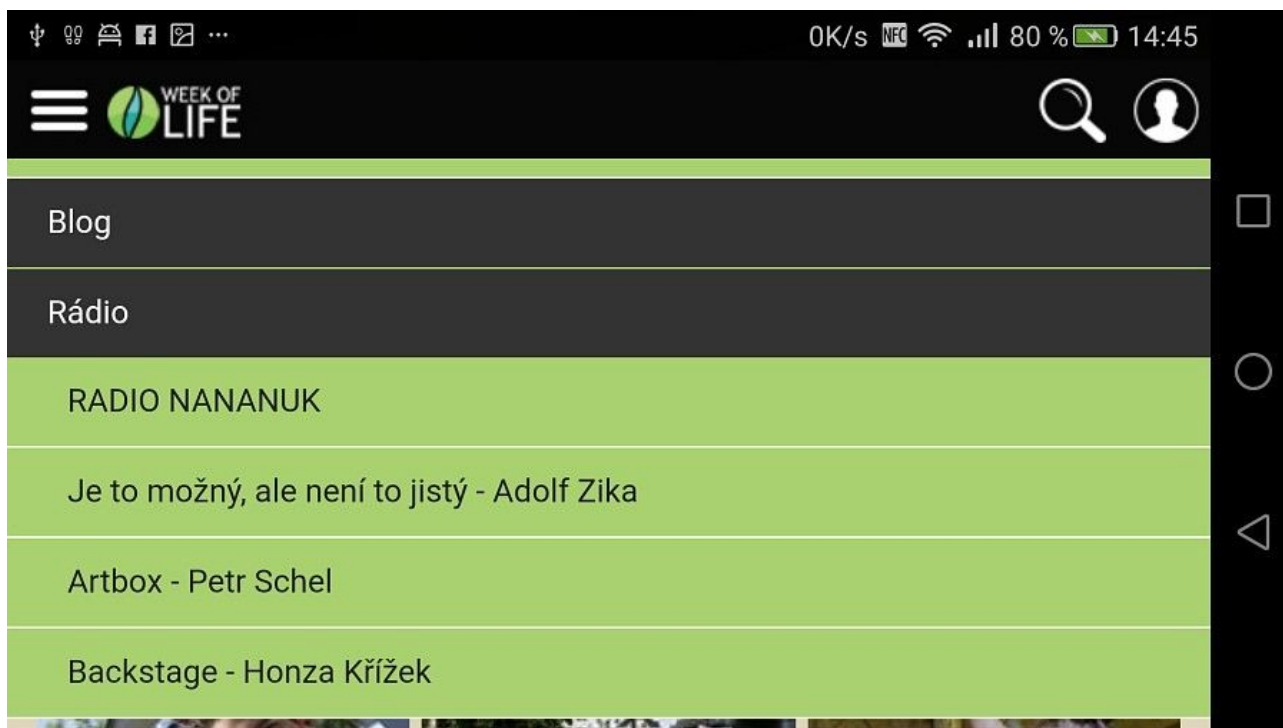 0K/s NFC 80 % 14:45
WEEK OF
LIFE
Blog
Rádio
RADIO NANANUK
Je to možný, ale není to jistý - Adolf Zika
Artbox - Petr Schel
Backstage - Honza Křížek